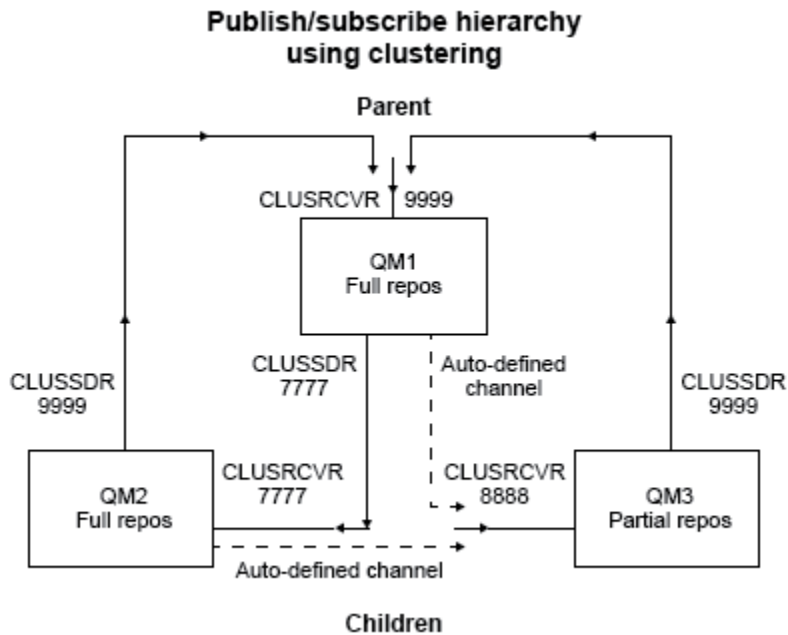 Publish/subscribe hierarchy
using clustering
Parent
CLUSRCVR 9999
QM1
Full repos
CLUSSDR
7777
Auto-defined
channel
CLUSSDR
9999
CLUSSDR
9999
CLUSRCVR
7777
CLUSRCVR
8888
QM2
Full repos
QM3
Partial repos
Auto-defined channel
Children